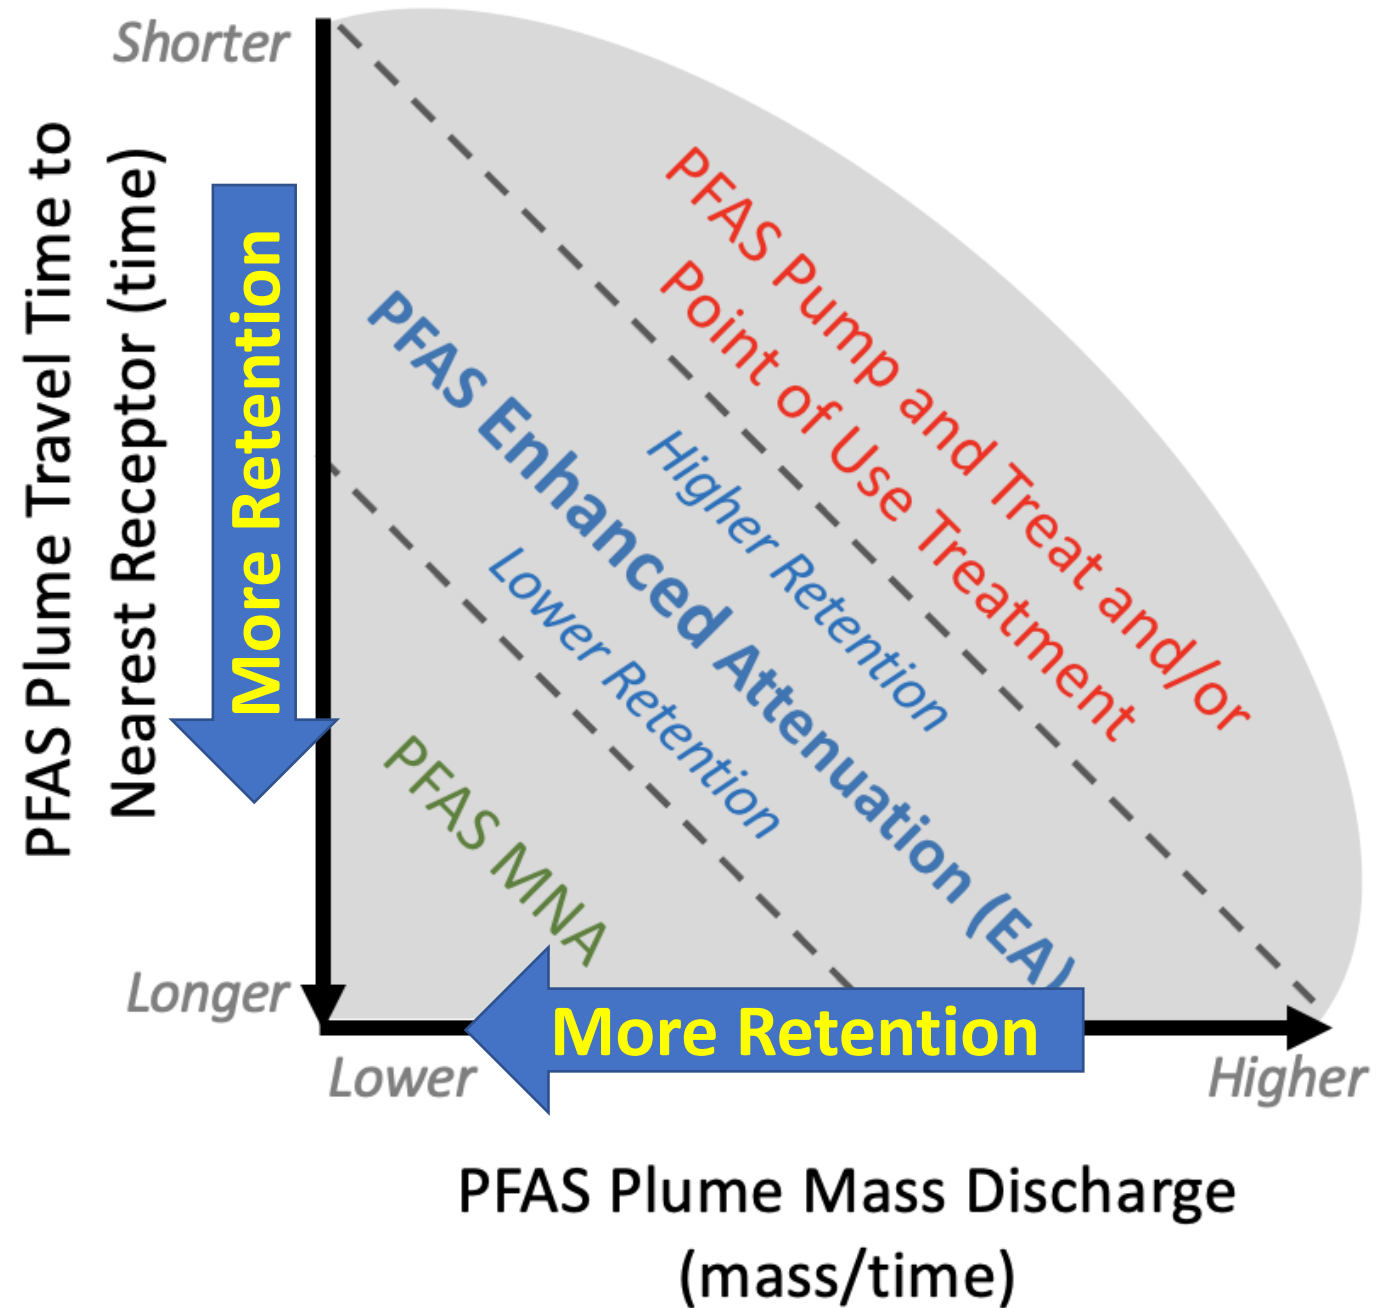 Shorter
PFAS Plume Travel Time to
Nearest Receptor (time)
More Retention
Longer
PFAS Pump and Treat and/or
Point of Use Treatment
Higher Retention
PFAS Enhanced Attenuation (EA)
Lower Retention
PFAS MNA
More Retention
Lower
Higher
PFAS Plume Mass Discharge
(mass/time)